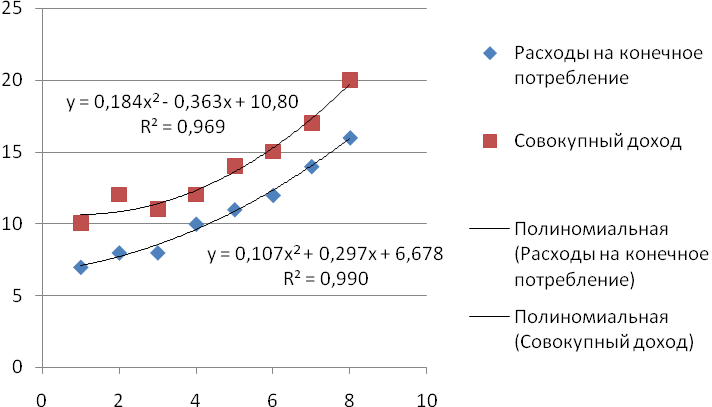 25
20
15
10
5
0
0
2
4
6
8
10
y = 0,184x² - 0,363x + 10,80
R² = 0,969
y = 0,107x² + 0,297x + 6,678
R² = 0,990
Расходы на конечное
потребление
Совокупный доход
Полиномиальная
(Расходы на конечное
потребление)
Полиномиальная
(Совокупный доход)